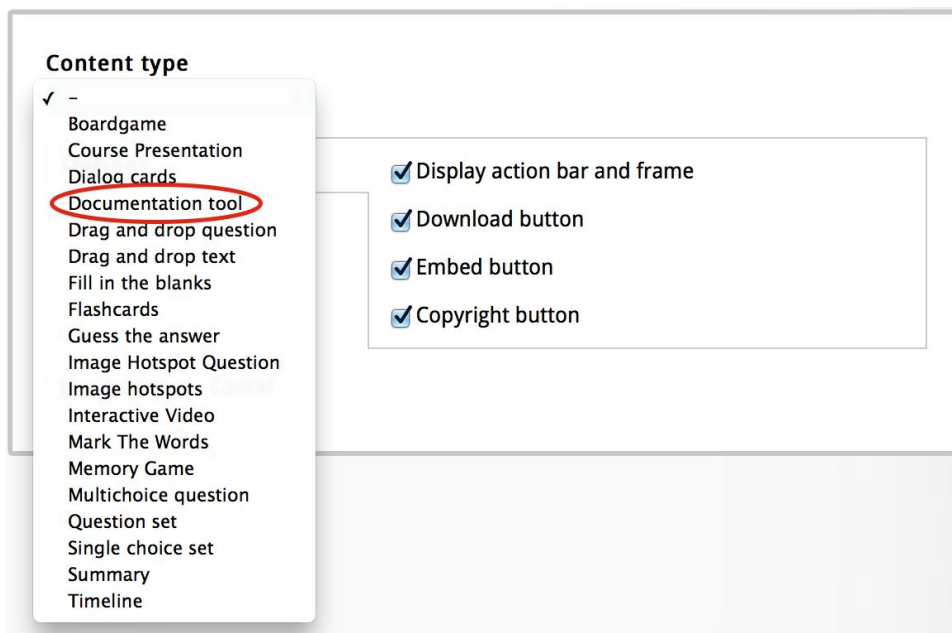 Content type
–
Boardgame
Course Presentation
Dialog cards
Documentation tool
Drag and drop question
Drag and drop text
Fill in the blanks
Flashcards
Guess the answer
Image Hotspot Question
Image hotspots
Interactive Video
Mark The Words
Memory Game
Multichoice question
Question set
Single choice set
Summary
Timeline
Display action bar and frame
Download button
Embed button
Copyright button